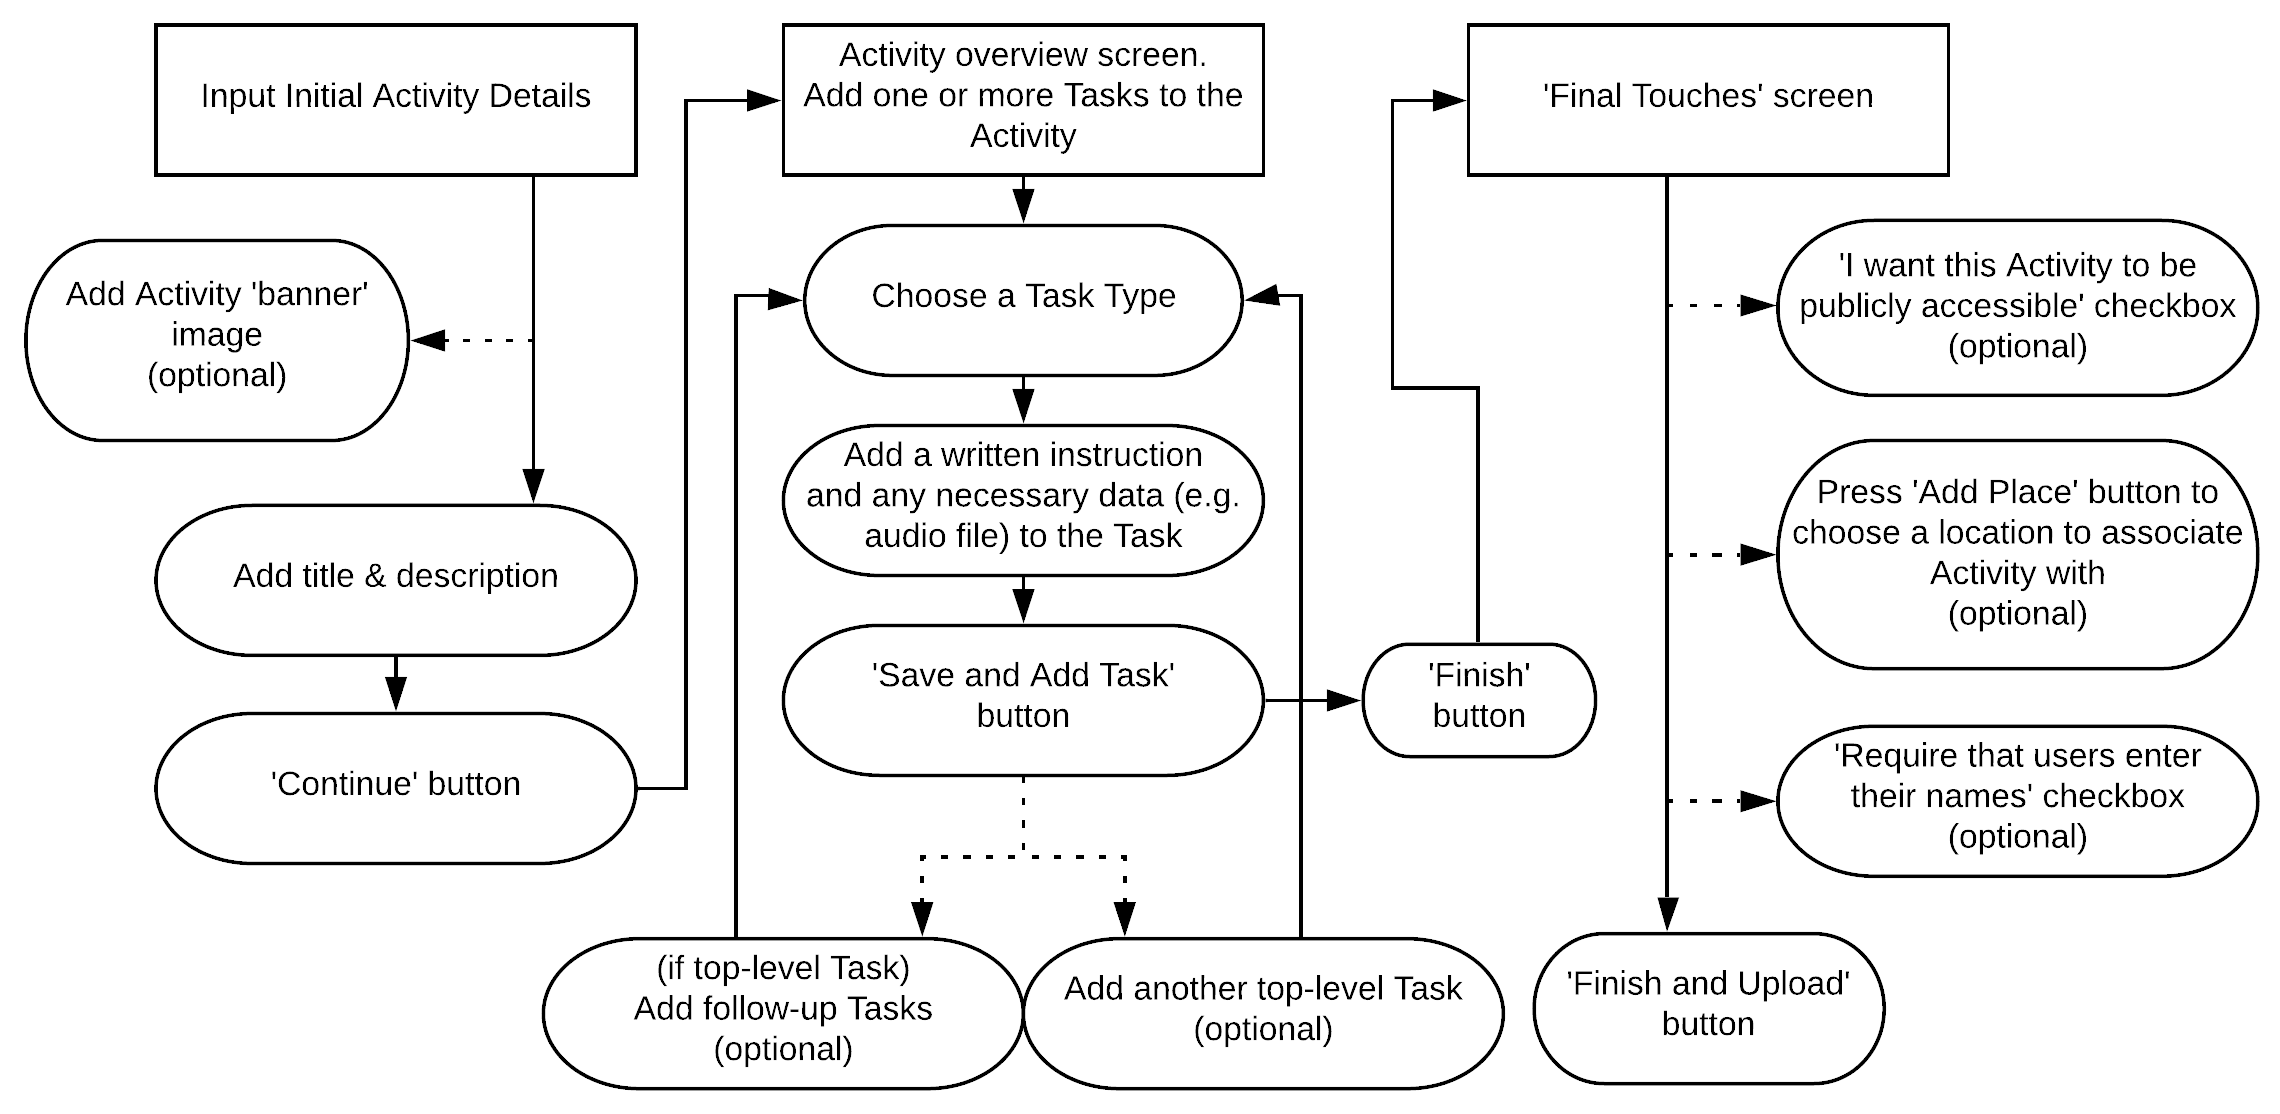 Input Initial Activity Details
Add Activity 'banner'
image
(optional)
Add title & description
'Continue' button
Activity overview screen.
Add one or more Tasks to the
Activity
Choose a Task Type
Add a written instruction
and any necessary data (e.g.
audio file) to the Task
'Save and Add Task'
button
(if top-level Task)
Add follow-up Tasks
(optional)
Add another top-level Task
(optional)
'Finish'
button
'Final Touches' screen
'I want this Activity to be
publicly accessible' checkbox
(optional)
Press 'Add Place' button to
choose a location to associate
Activity with
(optional)
'Require that users enter
their names' checkbox
(optional)
'Finish and Upload'
button